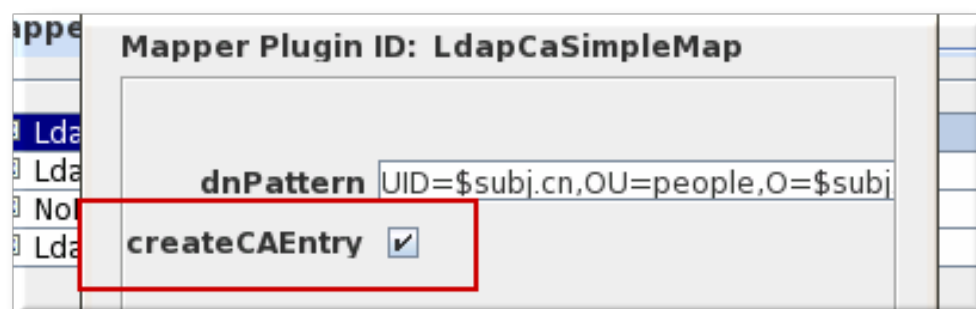 Mapper Plugin ID: LdapCaSimpleMap
dnPattern UID=$subj.cn,OU=people,O=$subj
createCAEntry